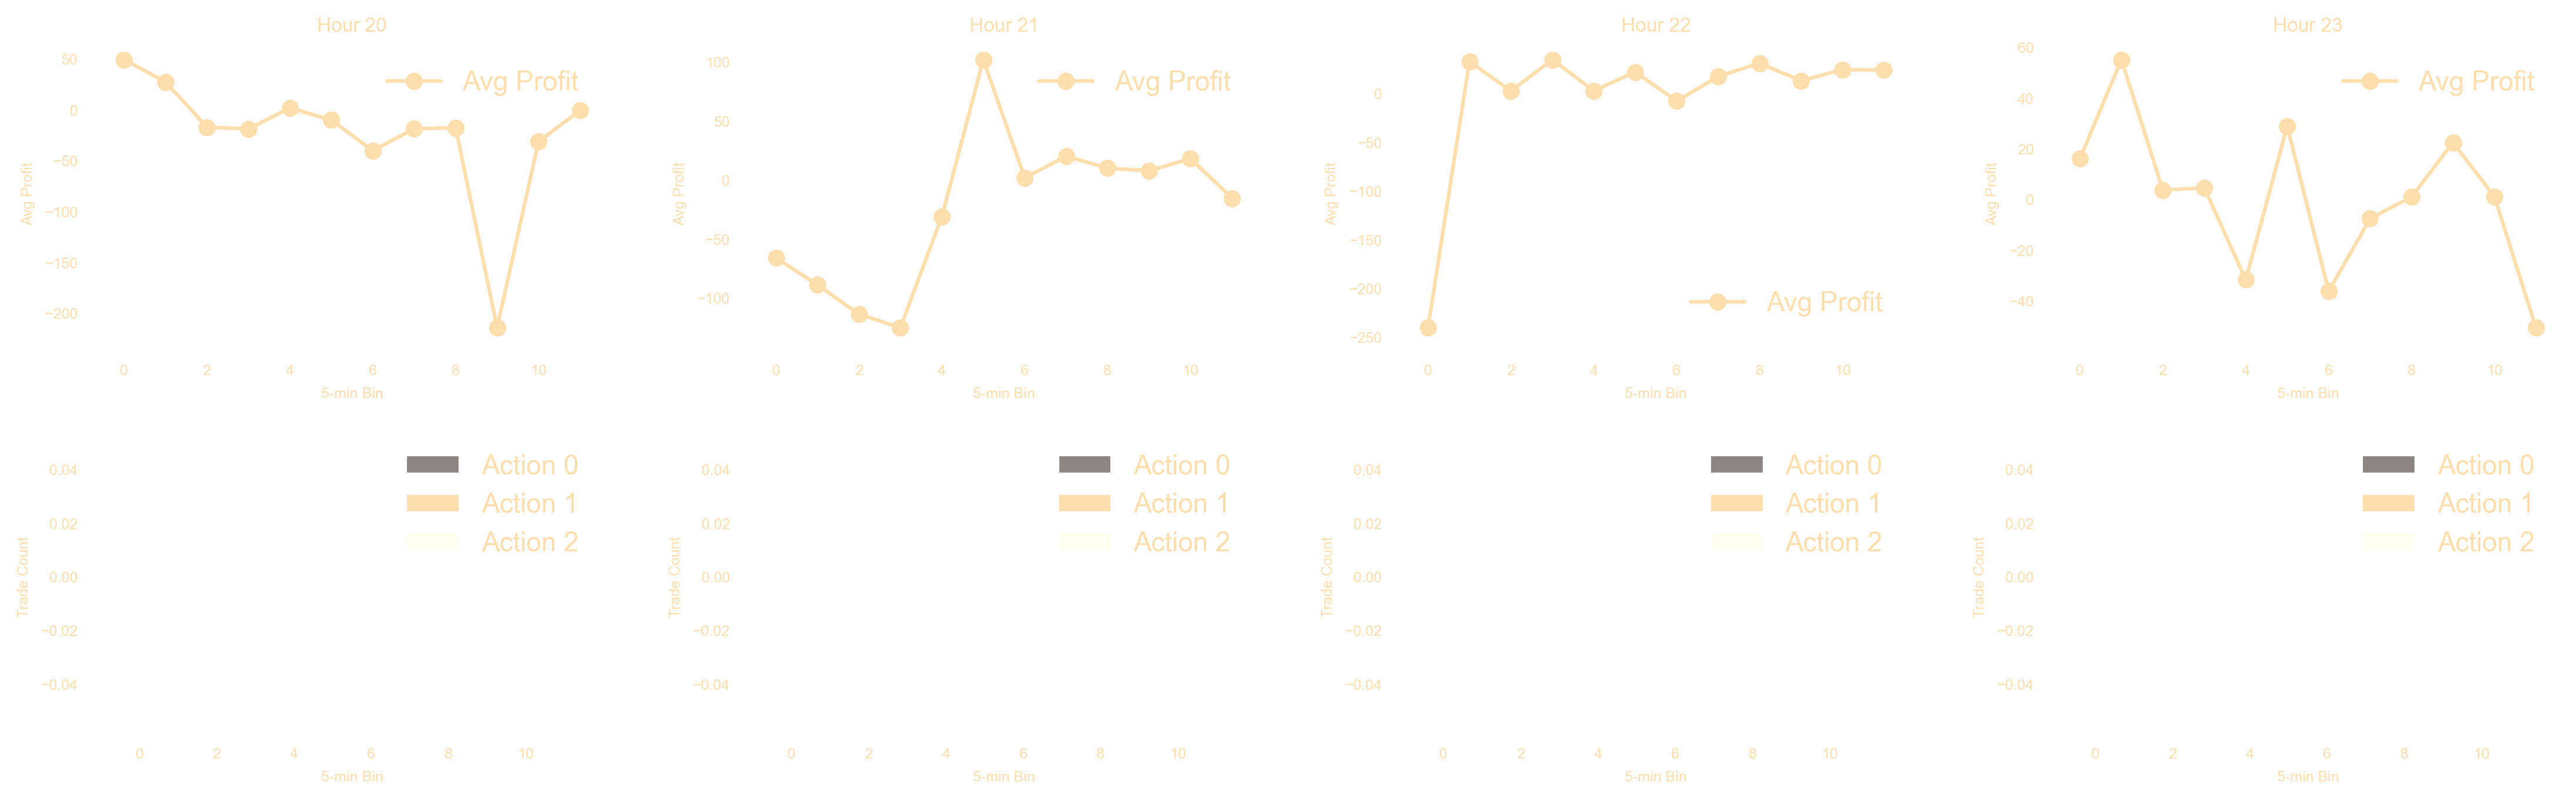 Hour 20
50
0
−50
−100
−150
−200
Avg Profit
Avg Profit
0 2 4 6 8 10
5-min Bin
Hour 21
100
50
0
−50
−100
Avg Profit
Avg Profit
0 2 4 6 8 10
5-min Bin
Hour 22
0
−50
−100
−150
−200
−250
Avg Profit
Avg Profit
0 2 4 6 8 10
5-min Bin
Hour 23
60
40
20
0
−20
−40
Avg Profit
Avg Profit
0 2 4 6 8 10
5-min Bin
0.04
0.02
0.00
−0.02
−0.04
Trade Count
Action 0
Action 1
Action 2
0 2 4 6 8 10
5-min Bin
0.04
0.02
0.00
−0.02
−0.04
Trade Count
Action 0
Action 1
Action 2
0 2 4 6 8 10
5-min Bin
0.04
0.02
0.00
−0.02
−0.04
Trade Count
Action 0
Action 1
Action 2
0 2 4 6 8 10
5-min Bin
0.04
0.02
0.00
−0.02
−0.04
Trade Count
Action 0
Action 1
Action 2
0 2 4 6 8 10
5-min Bin